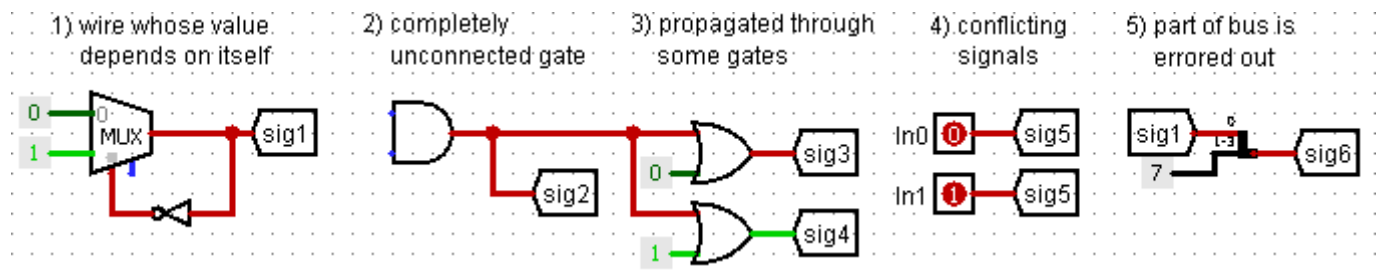 1) wire whose value
depends on itself
2) completely
unconnected gate
3) propagated through
some gates
4) conflicting
signals
5) part of bus is
errored out
0
0
MUX
1
sig1
sig2
0
sig3
1
sig4
In0
0
sig5
In1
1
sig5
sig1
0
1-3
7
sig6